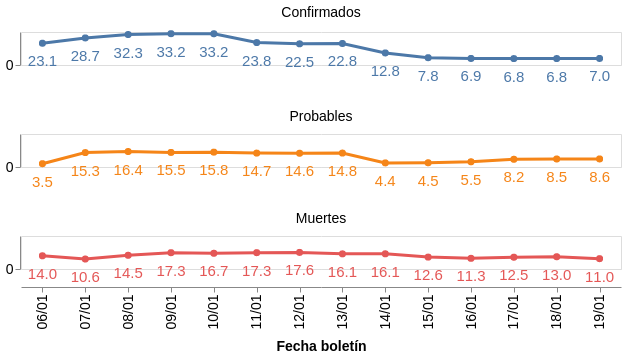 Confirmados
0
23.1 28.7 32.3 33.2 33.2 23.8 22.5 22.8 12.8 7.8 6.9 6.8 6.8 7.0
Probables
0
3.5 15.3 16.4 15.5 15.8 14.7 14.6 14.8 4.4 4.5 5.5 8.2 8.5 8.6
Muertes
0
14.0 10.6 14.5 17.3 16.7 17.3 17.6 16.1 16.1 12.6 11.3 12.5 13.0 11.0
06/01 07/01 08/01 09/01 10/01 11/01 12/01 13/01 14/01 15/01 16/01 17/01 18/01 19/01
Fecha boletín